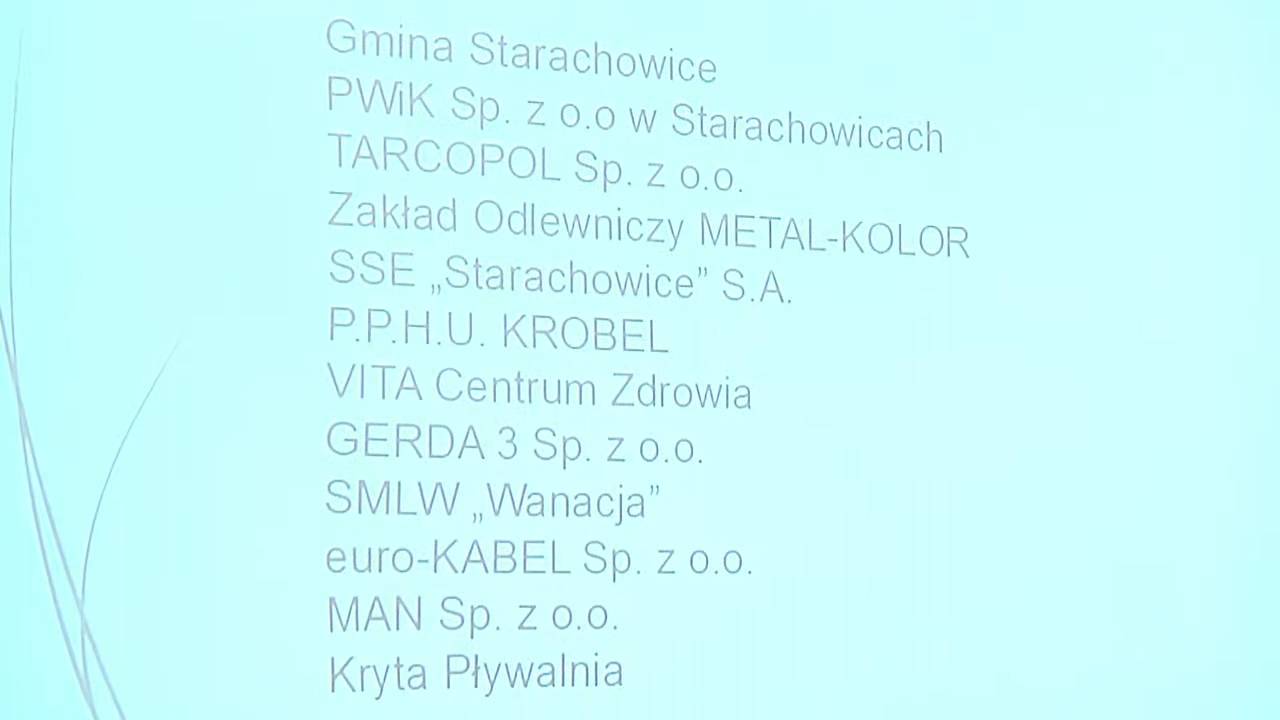 Gmina Starachowice
PWiK Sp. z o.o w Starachowicach
TARCOPOL Sp. z o.o.
Zakład Odlewniczy METAL-KOLOR
SSE „Starachowice” S.A.
P.P.H.U. KROBEL
VITA Centrum Zdrowia
GERDA 3 Sp. z o.o.
SMLW „Wanacja”
euro-KABEL Sp. z o.o.
MAN Sp. z o.o.
Kryta Pływalnia